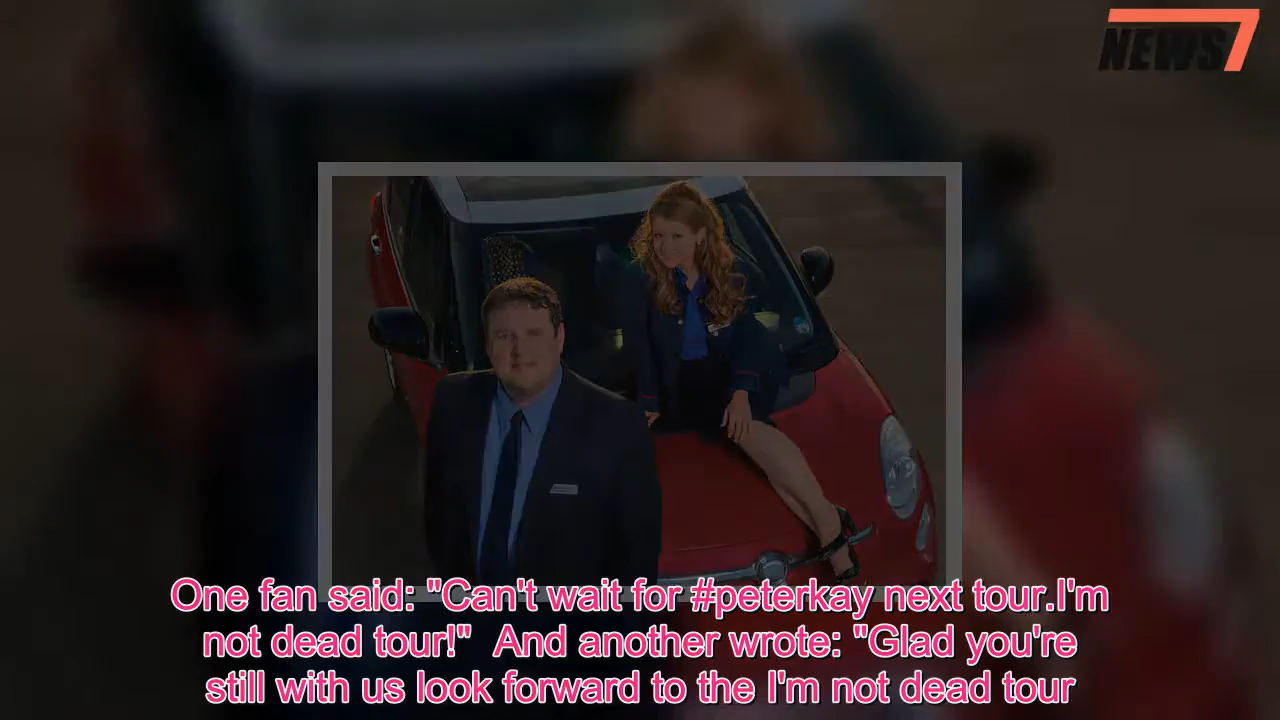 NEWS7
One fan said: "Can't wait for #peterkay next tour.I'm
not dead tour!"  And another wrote: "Glad you're
still with us look forward to the I'm not dead tour